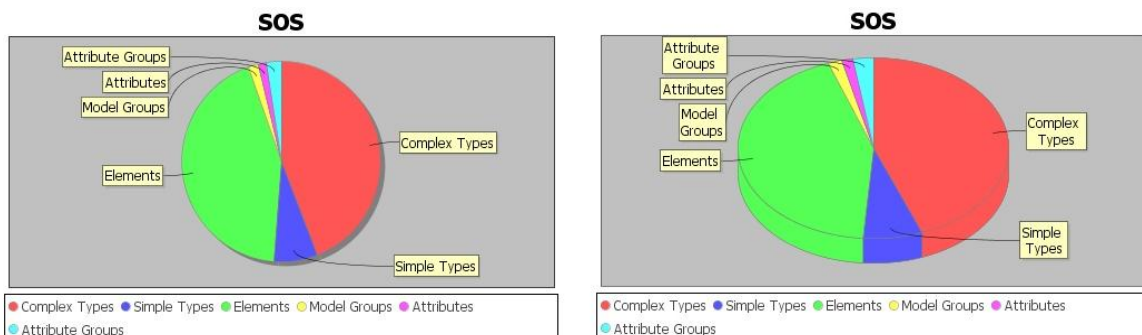 SOS
Attribute Groups
Attributes
Model Groups
Complex Types
Elements
Simple Types
Complex Types Simple Types Elements Model Groups Attributes
Attribute Groups
SOS
Attribute
Groups
Attributes
Model
Groups
Complex
Types
Elements
Simple
Types
Complex Types Simple Types Elements Model Groups Attributes
Attribute Groups